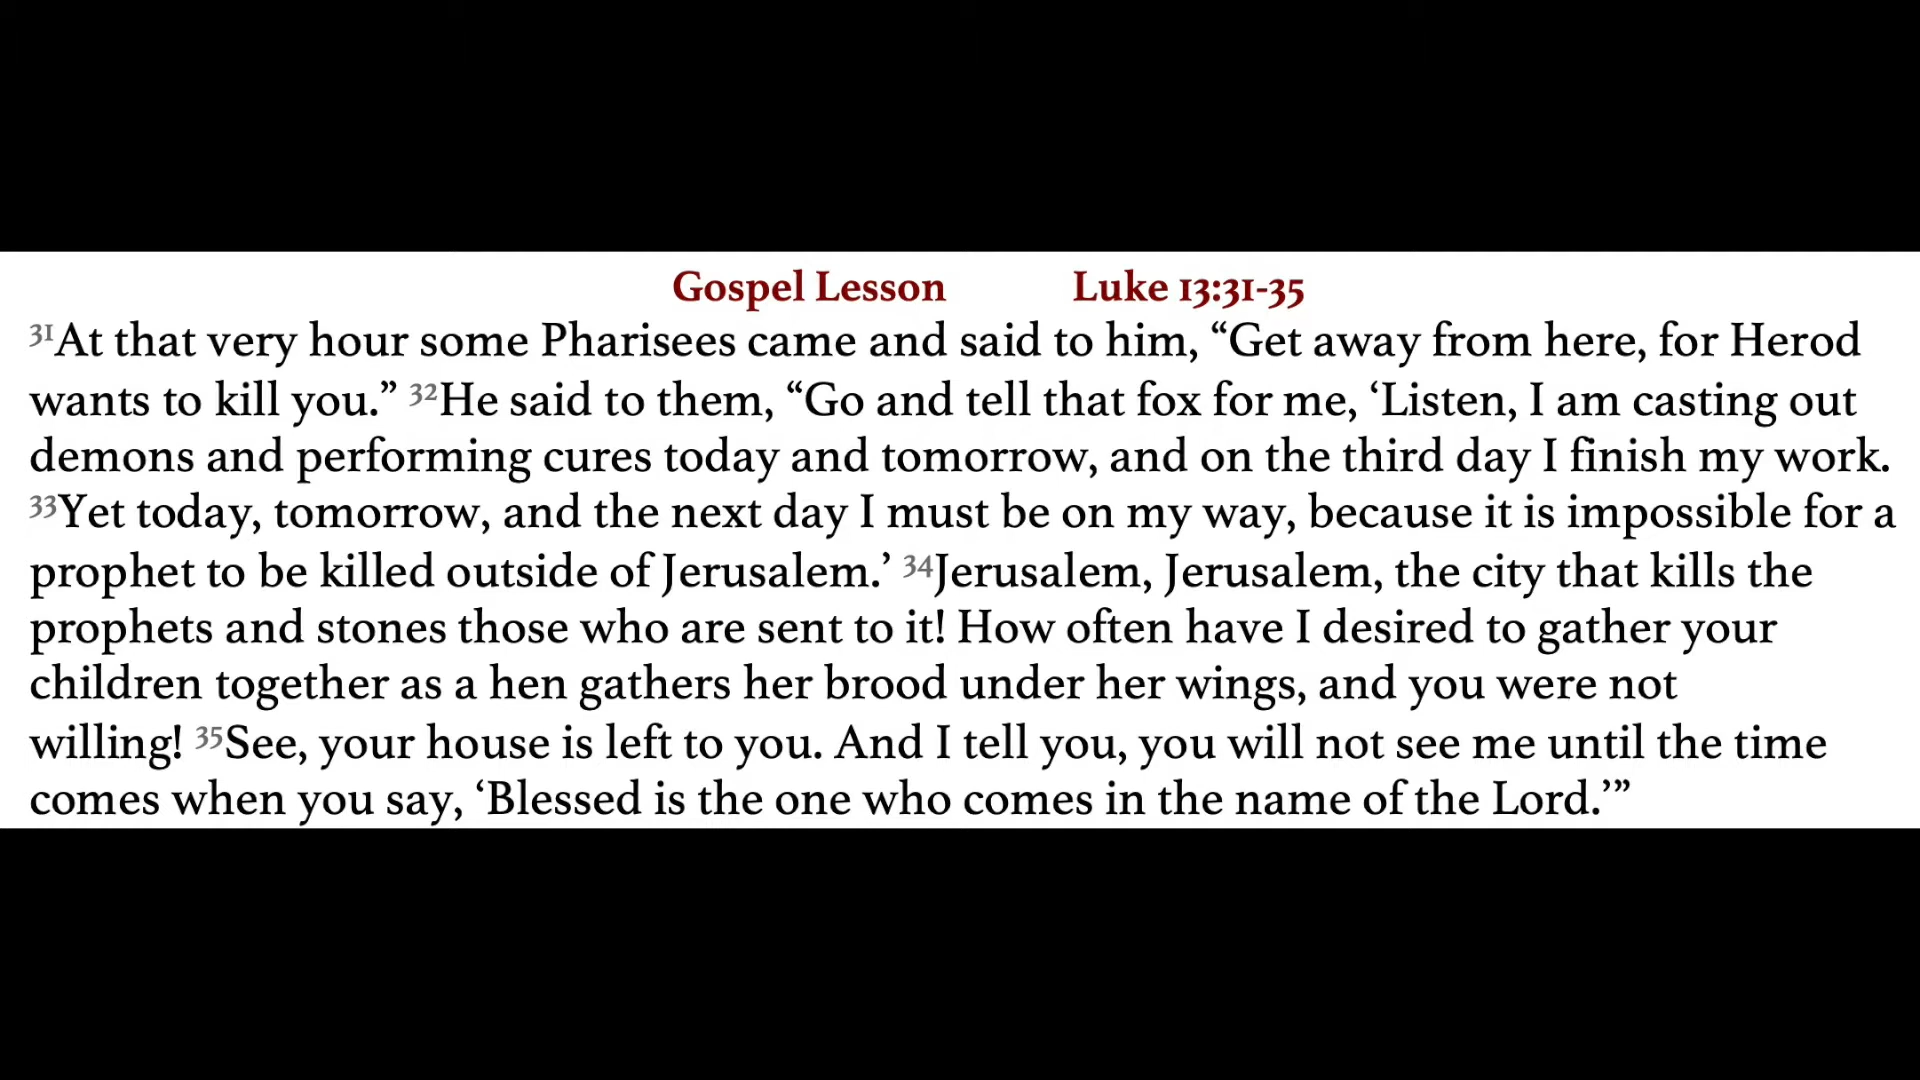 Gospel Lesson Luke 13:31-35
31At that very hour some Pharisees came and said to him, “Get away from here, for Herod
wants to kill you.” 32He said to them, “Go and tell that fox for me, ‘Listen, I am casting out
demons and performing cures today and tomorrow, and on the third day I finish my work.
33Yet today, tomorrow, and the next day I must be on my way, because it is impossible for a
prophet to be killed outside of Jerusalem.’ 34Jerusalem, Jerusalem, the city that kills the
prophets and stones those who are sent to it! How often have I desired to gather your
children together as a hen gathers her brood under her wings, and you were not
willing! 35See, your house is left to you. And I tell you, you will not see me until the time
comes when you say, ‘Blessed is the one who comes in the name of the Lord.’”